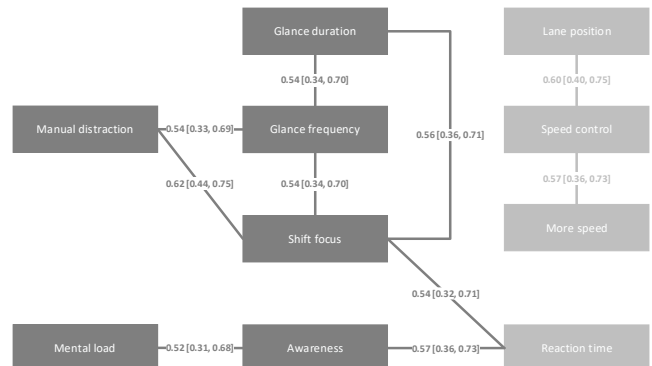 Glance duration
Lane position
0.54 [0.34, 0.70]
0.60 [0.40, 0.75]
Manual distraction
0.54 [0.33, 0.69]
Glance frequency
0.56 [0.36, 0.71]
Speed control
0.62 [0.44, 0.75]
0.54 [0.34, 0.70]
0.57 [0.36, 0.73]
Shift focus
More speed
0.54 [0.32, 0.71]
Mental load
0.52 [0.31, 0.68]
Awareness
0.57 [0.36, 0.73]
Reaction time